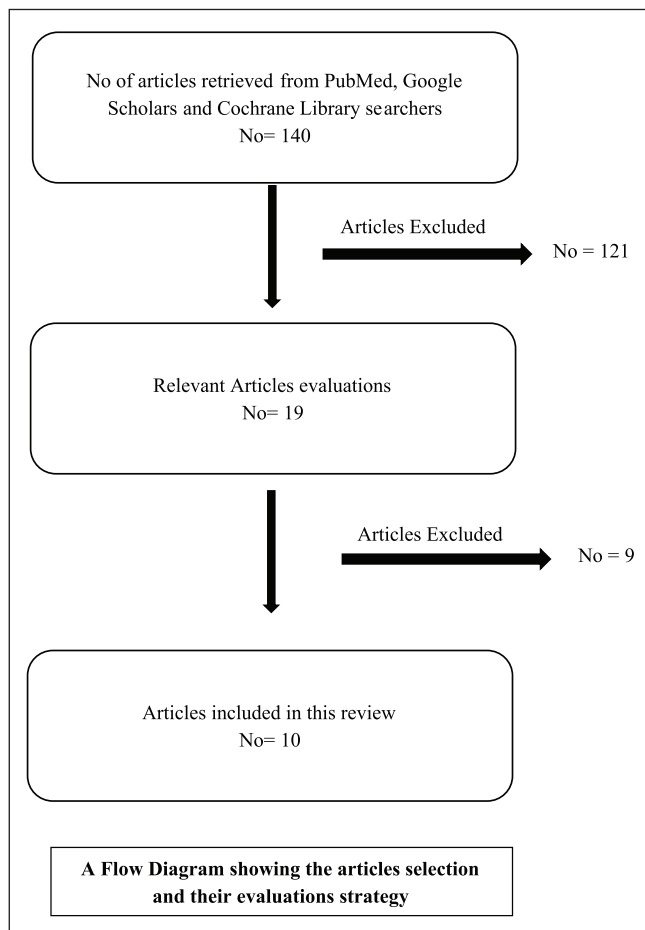 No of articles retrieved from PubMed, Google
Scholars and Cochrane Library searchers
No= 140
Articles Excluded
No = 121
Relevant Articles evaluations
No= 19
Articles Excluded
No = 9
Articles included in this review
No= 10
A Flow Diagram showing the articles selection
and their evaluations strategy